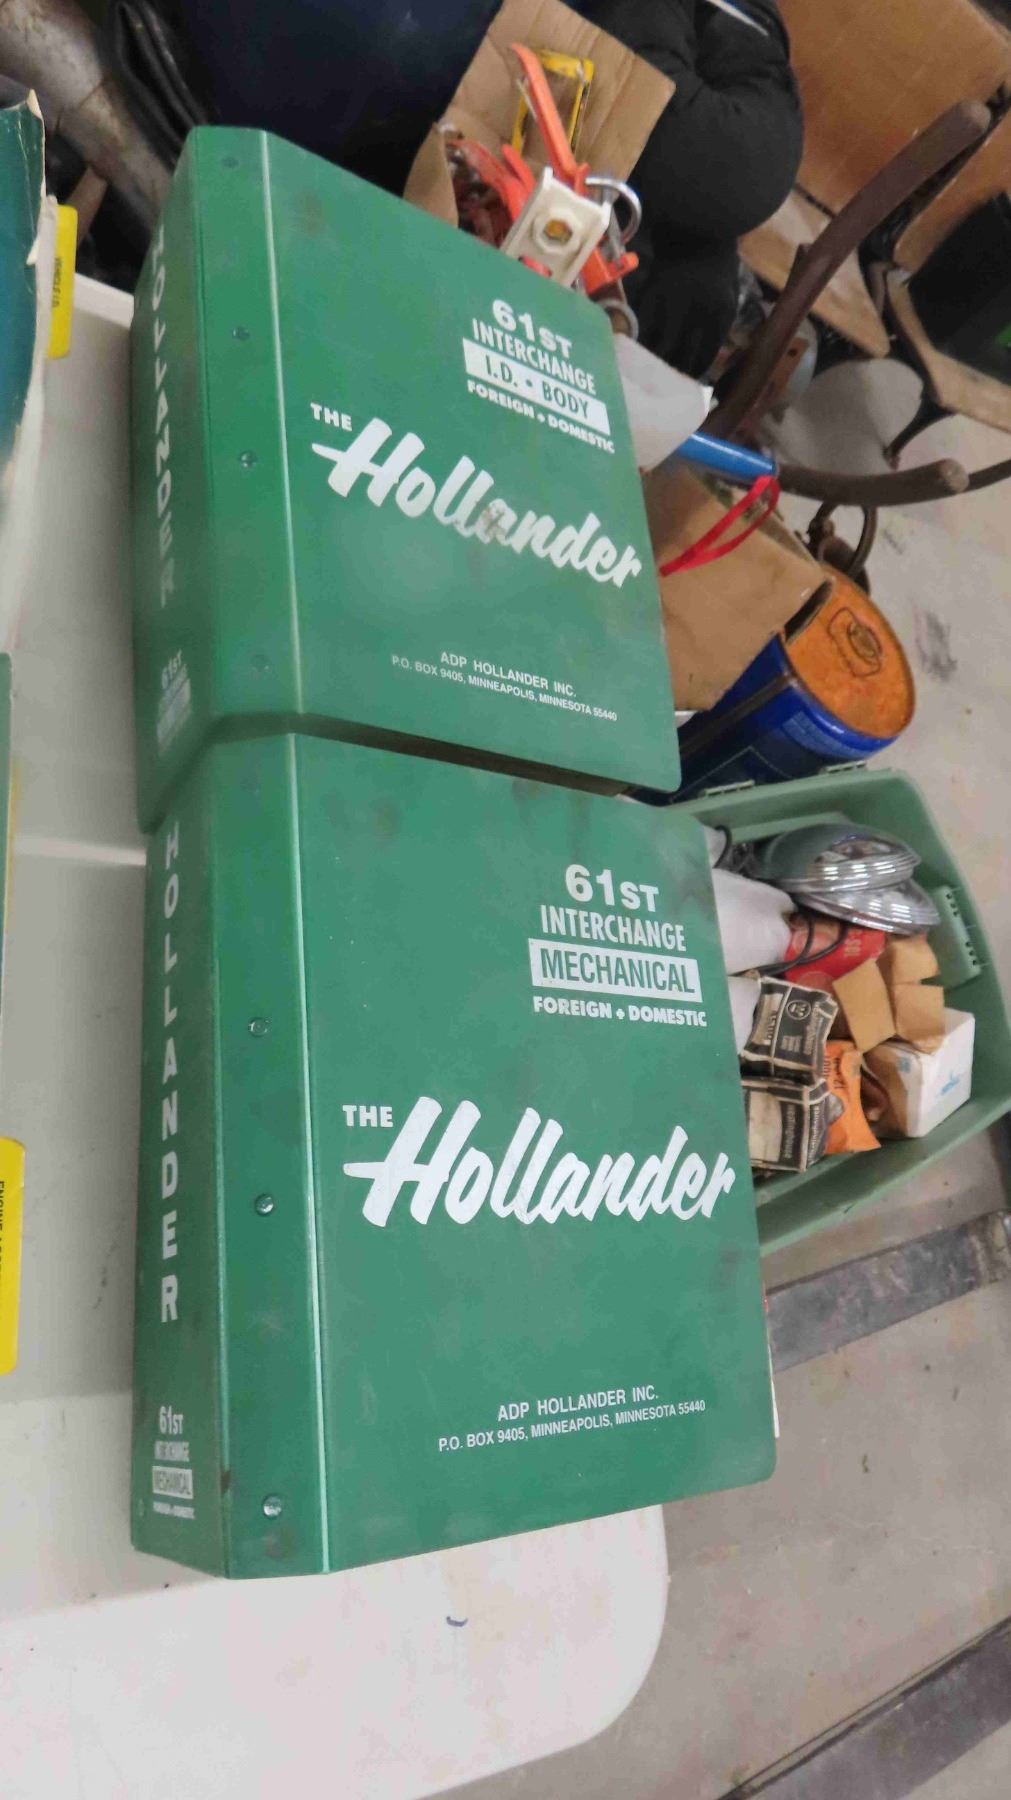 61ST
INTERCHANGE
I.D. • BODY
FOREIGN + DOMESTIC
THE Hollander
ADP HOLLANDER INC.
P.O. BOX 9405, MINNEAPOLIS, MINNESOTA 55440
HOLLANDER
61ST
61ST
INTERCHANGE
MECHANICAL
FOREIGN + DOMESTIC
THE Hollander
ADP HOLLANDER INC.
P.O. BOX 9405, MINNEAPOLIS, MINNESOTA 55440
HOLLANDER
61ST
INTERCHANGE
MECHANICAL
FOREIGN + DOMESTIC